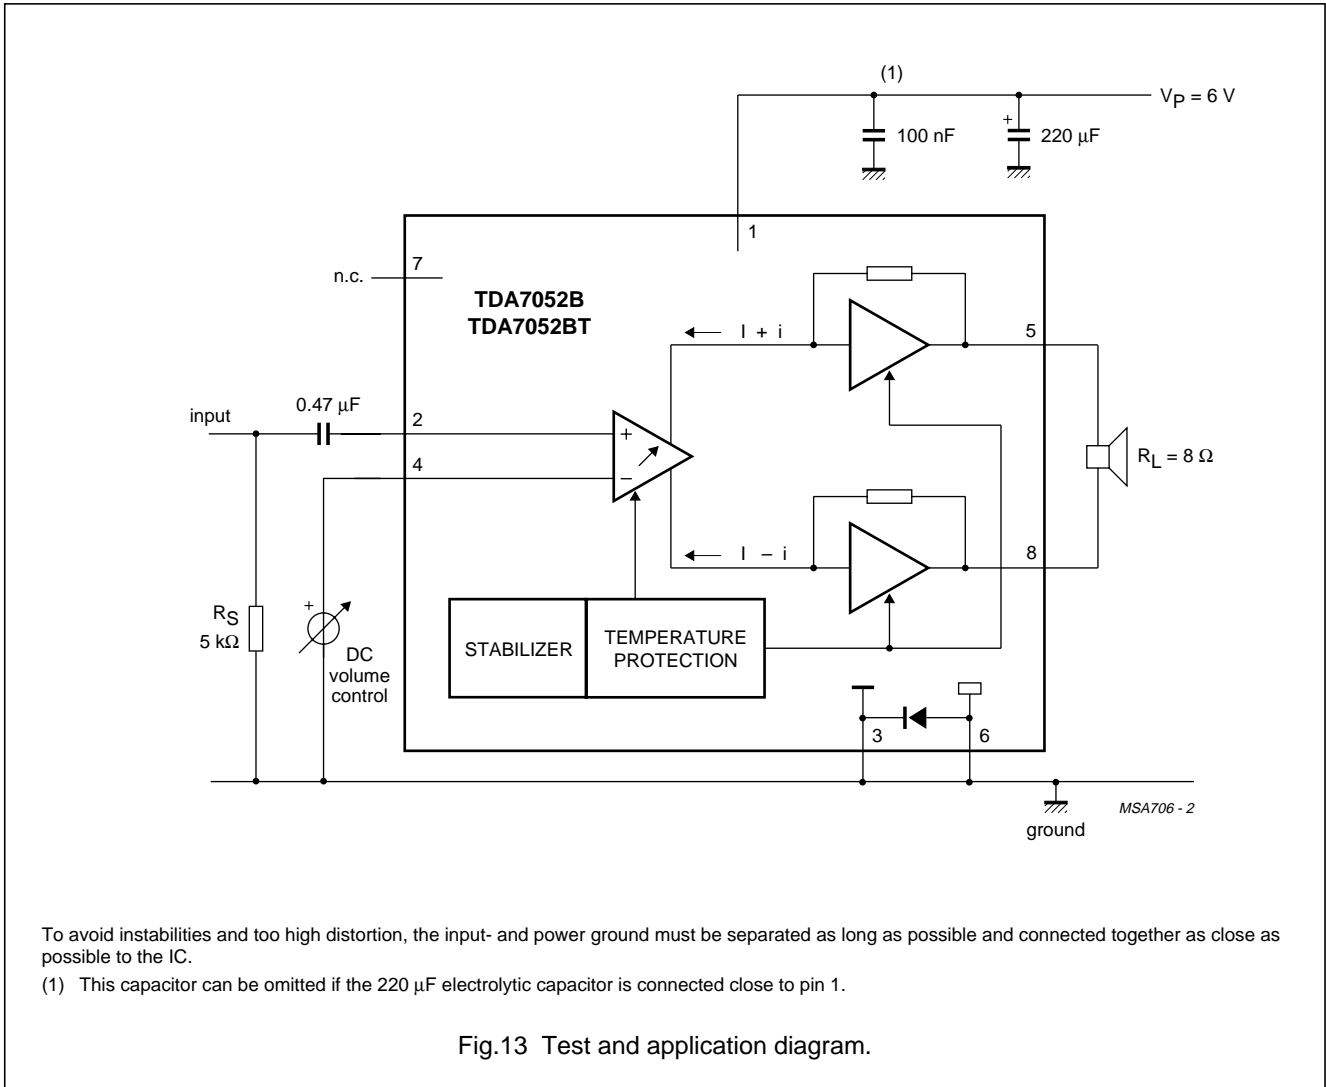 (1)
VP = 6 V
100 nF
+
220 μF
1
7
n.c.
TDA7052B
TDA7052BT
I + i
5
0.47 μF
input
2
+
4
−
RL = 8 Ω
I − i
8
RS
5 kΩ
+
DC
volume
control
STABILIZER
TEMPERATURE
PROTECTION
3
6
MSA706 - 2
ground
To avoid instabilities and too high distortion, the input- and power ground must be separated as long as possible and connected together as close as
possible to the IC.
(1) This capacitor can be omitted if the 220 μF electrolytic capacitor is connected close to pin 1.
Fig.13 Test and application diagram.